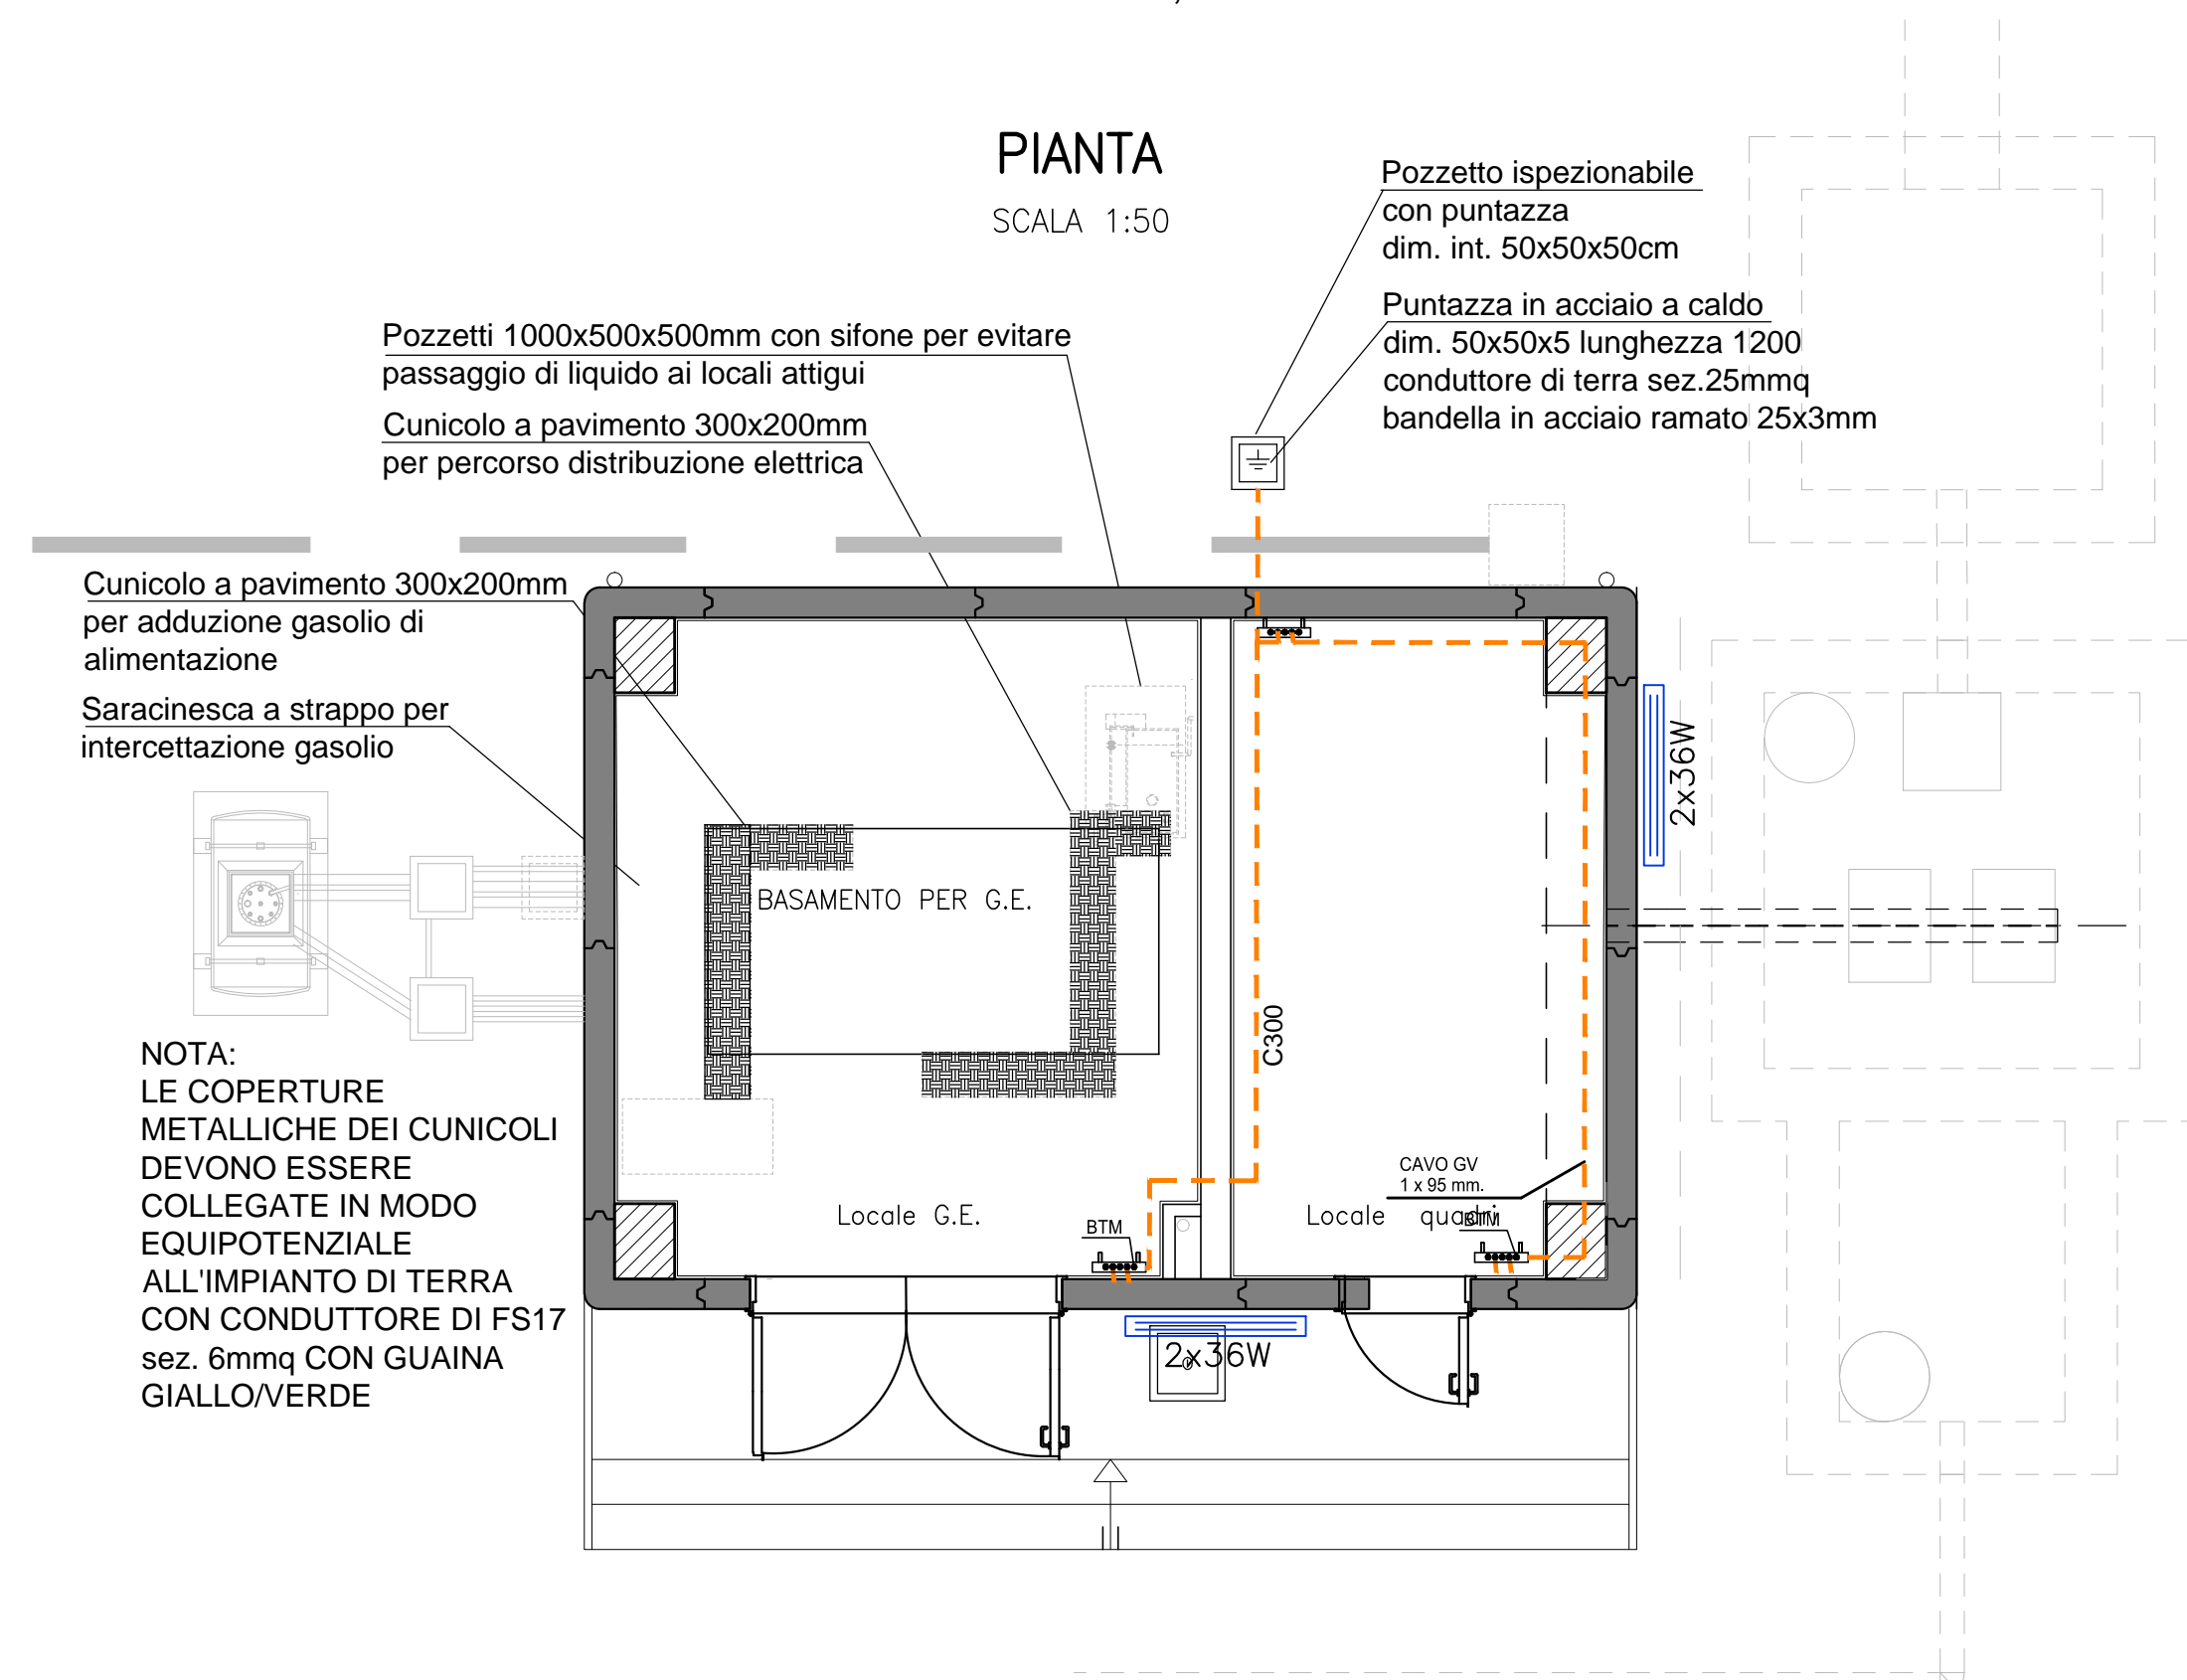 PIANTA
SCALA 1:50
Pozzetto ispezionabile
con puntazza
dim. int. 50x50x50cm
Puntazza in acciaio a caldo
dim. 50x50x5 lunghezza 1200
conduttore di terra sez.25mmq
bandella in acciaio ramato 25x3mm
Pozzetti 1000x500x500mm con sifone per evitare
passaggio di liquido ai locali attigui
Cunicolo a pavimento 300x200mm
per percorso distribuzione elettrica
Cunicolo a pavimento 300x200mm
per adduzione gasolio di
alimentazione
Saracinesca a strappo per
intercettazione gasolio
2x36W
BASAMENTO PER G.E.
C300
NOTA:
LE COPERTURE
METALLICHE DEI CUNICOLI
DEVONO ESSERE
COLLEGATE IN MODO
EQUIPOTENZIALE
ALL'IMPIANTO DI TERRA
CON CONDUTTORE DI FS17
sez. 6mmq CON GUAINA
GIALLO/VERDE
CAVO GV
1 x 95 mm.
Locale G.E.
BTM
Locale quadri
BTM
2x36W